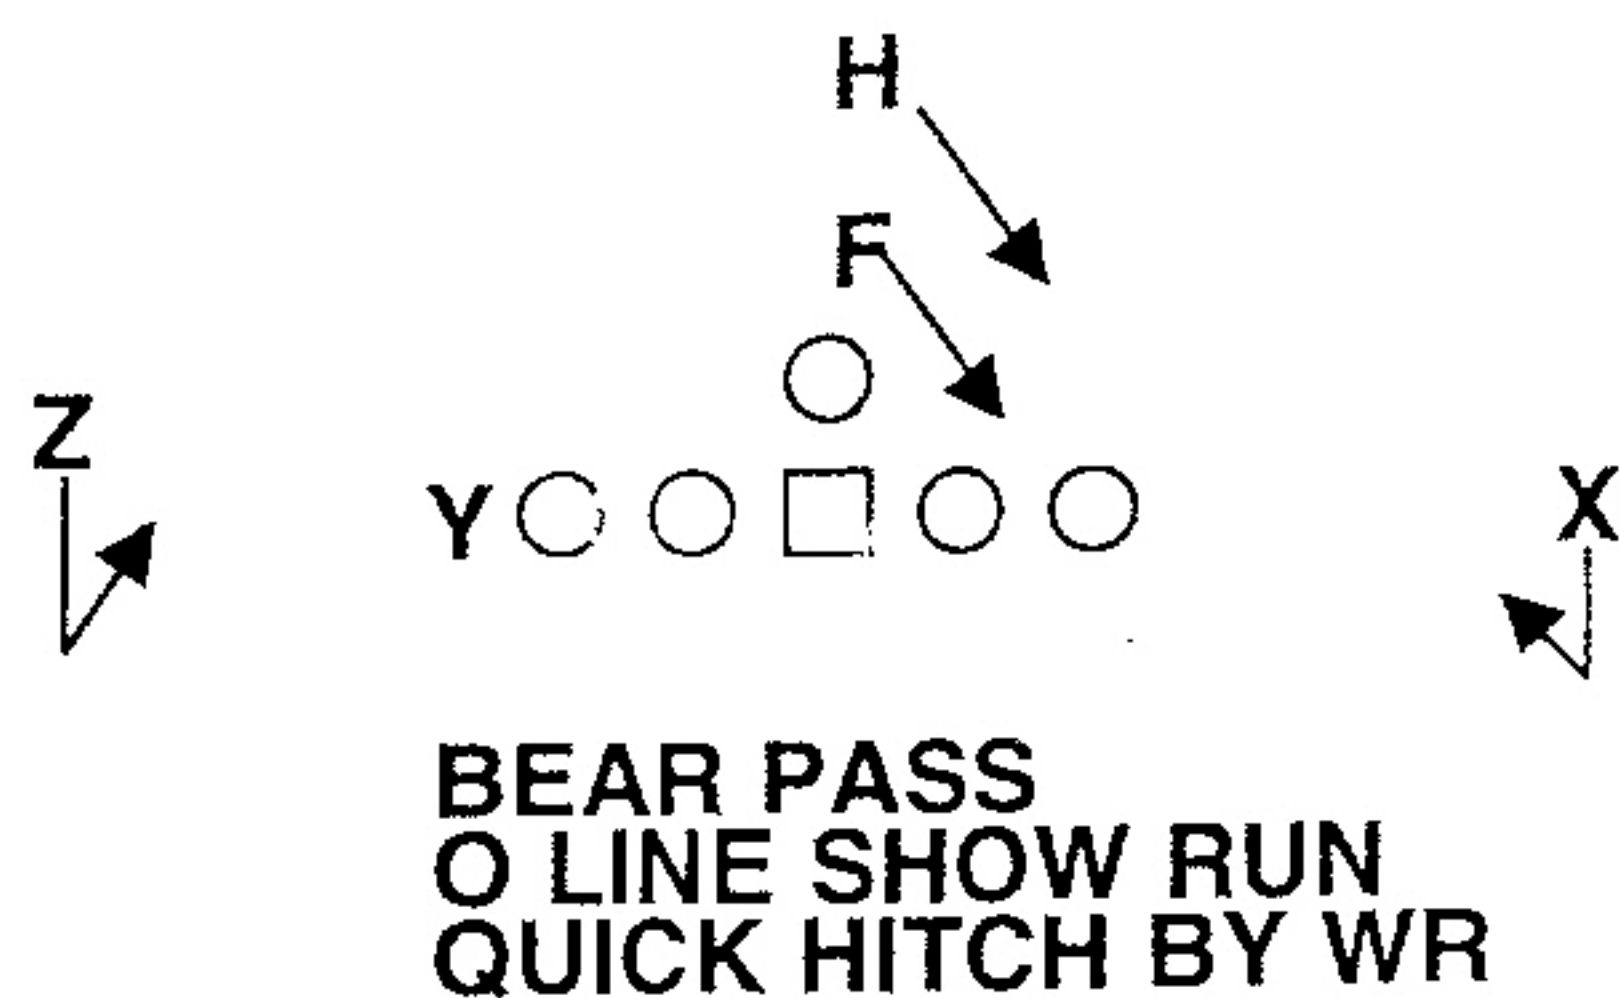 H
F
Z
Y
X
BEAR PASS
O LINE SHOW RUN
QUICK HITCH BY WR